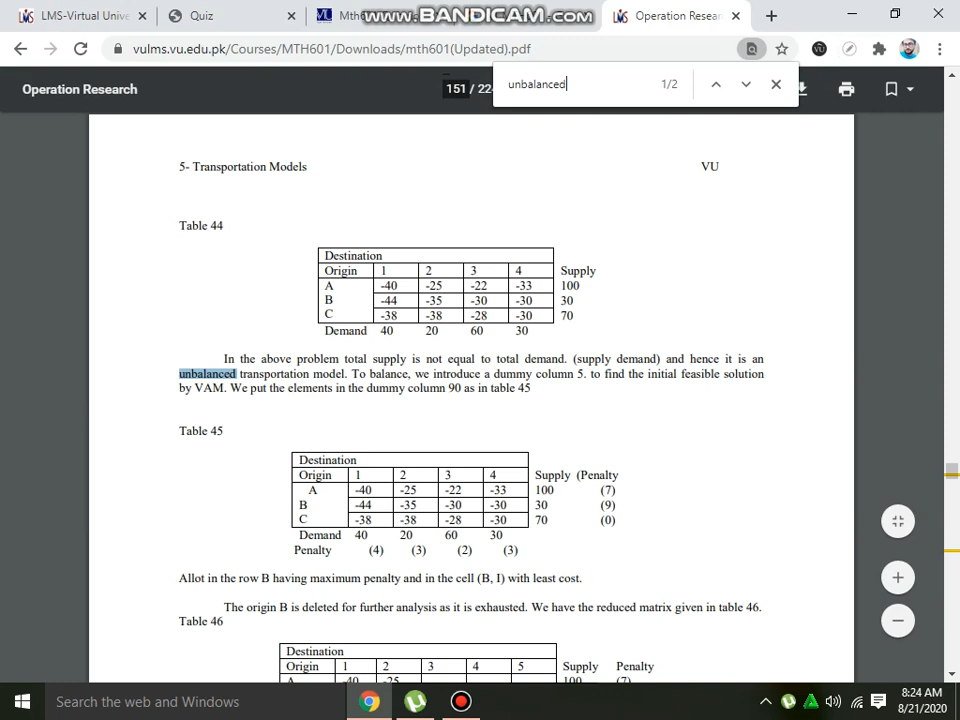 LMS-Virtual Unive
Quiz
Mth6
www.BANDICAM.com
Operation Resear
vulms.vu.edu.pk/Courses/MTH601/Downloads/mth601(Updated).pdf
unbalanced 1/2
Operation Research
151 / 22
5- Transportation Models VU
Table 44
Destination
Origin 1 2 3 4 Supply
A -40 -25 -22 -33 100
B -44 -35 -30 -30 30
C -38 -38 -28 -30 70
Demand 40 20 60 30
In the above problem total supply is not equal to total demand. (supply demand) and hence it is an
unbalanced transportation model. To balance, we introduce a dummy column 5. to find the initial feasible solution
by VAM. We put the elements in the dummy column 90 as in table 45
Table 45
Destination
Origin 1 2 3 4 Supply (Penalty
A -40 -25 -22 -33 100 (7)
B -44 -35 -30 -30 30 (9)
C -38 -38 -28 -30 70 (0)
Demand 40 20 60 30
Penalty (4) (3) (2) (3)
Allot in the row B having maximum penalty and in the cell (B, I) with least cost.
The origin B is deleted for further analysis as it is exhausted. We have the reduced matrix given in table 46.
Table 46
Destination
Origin 1 2 3 4 5 Supply Penalty
A -40 -25 100 (7)
Search the web and Windows
8:24 AM
8/21/2020